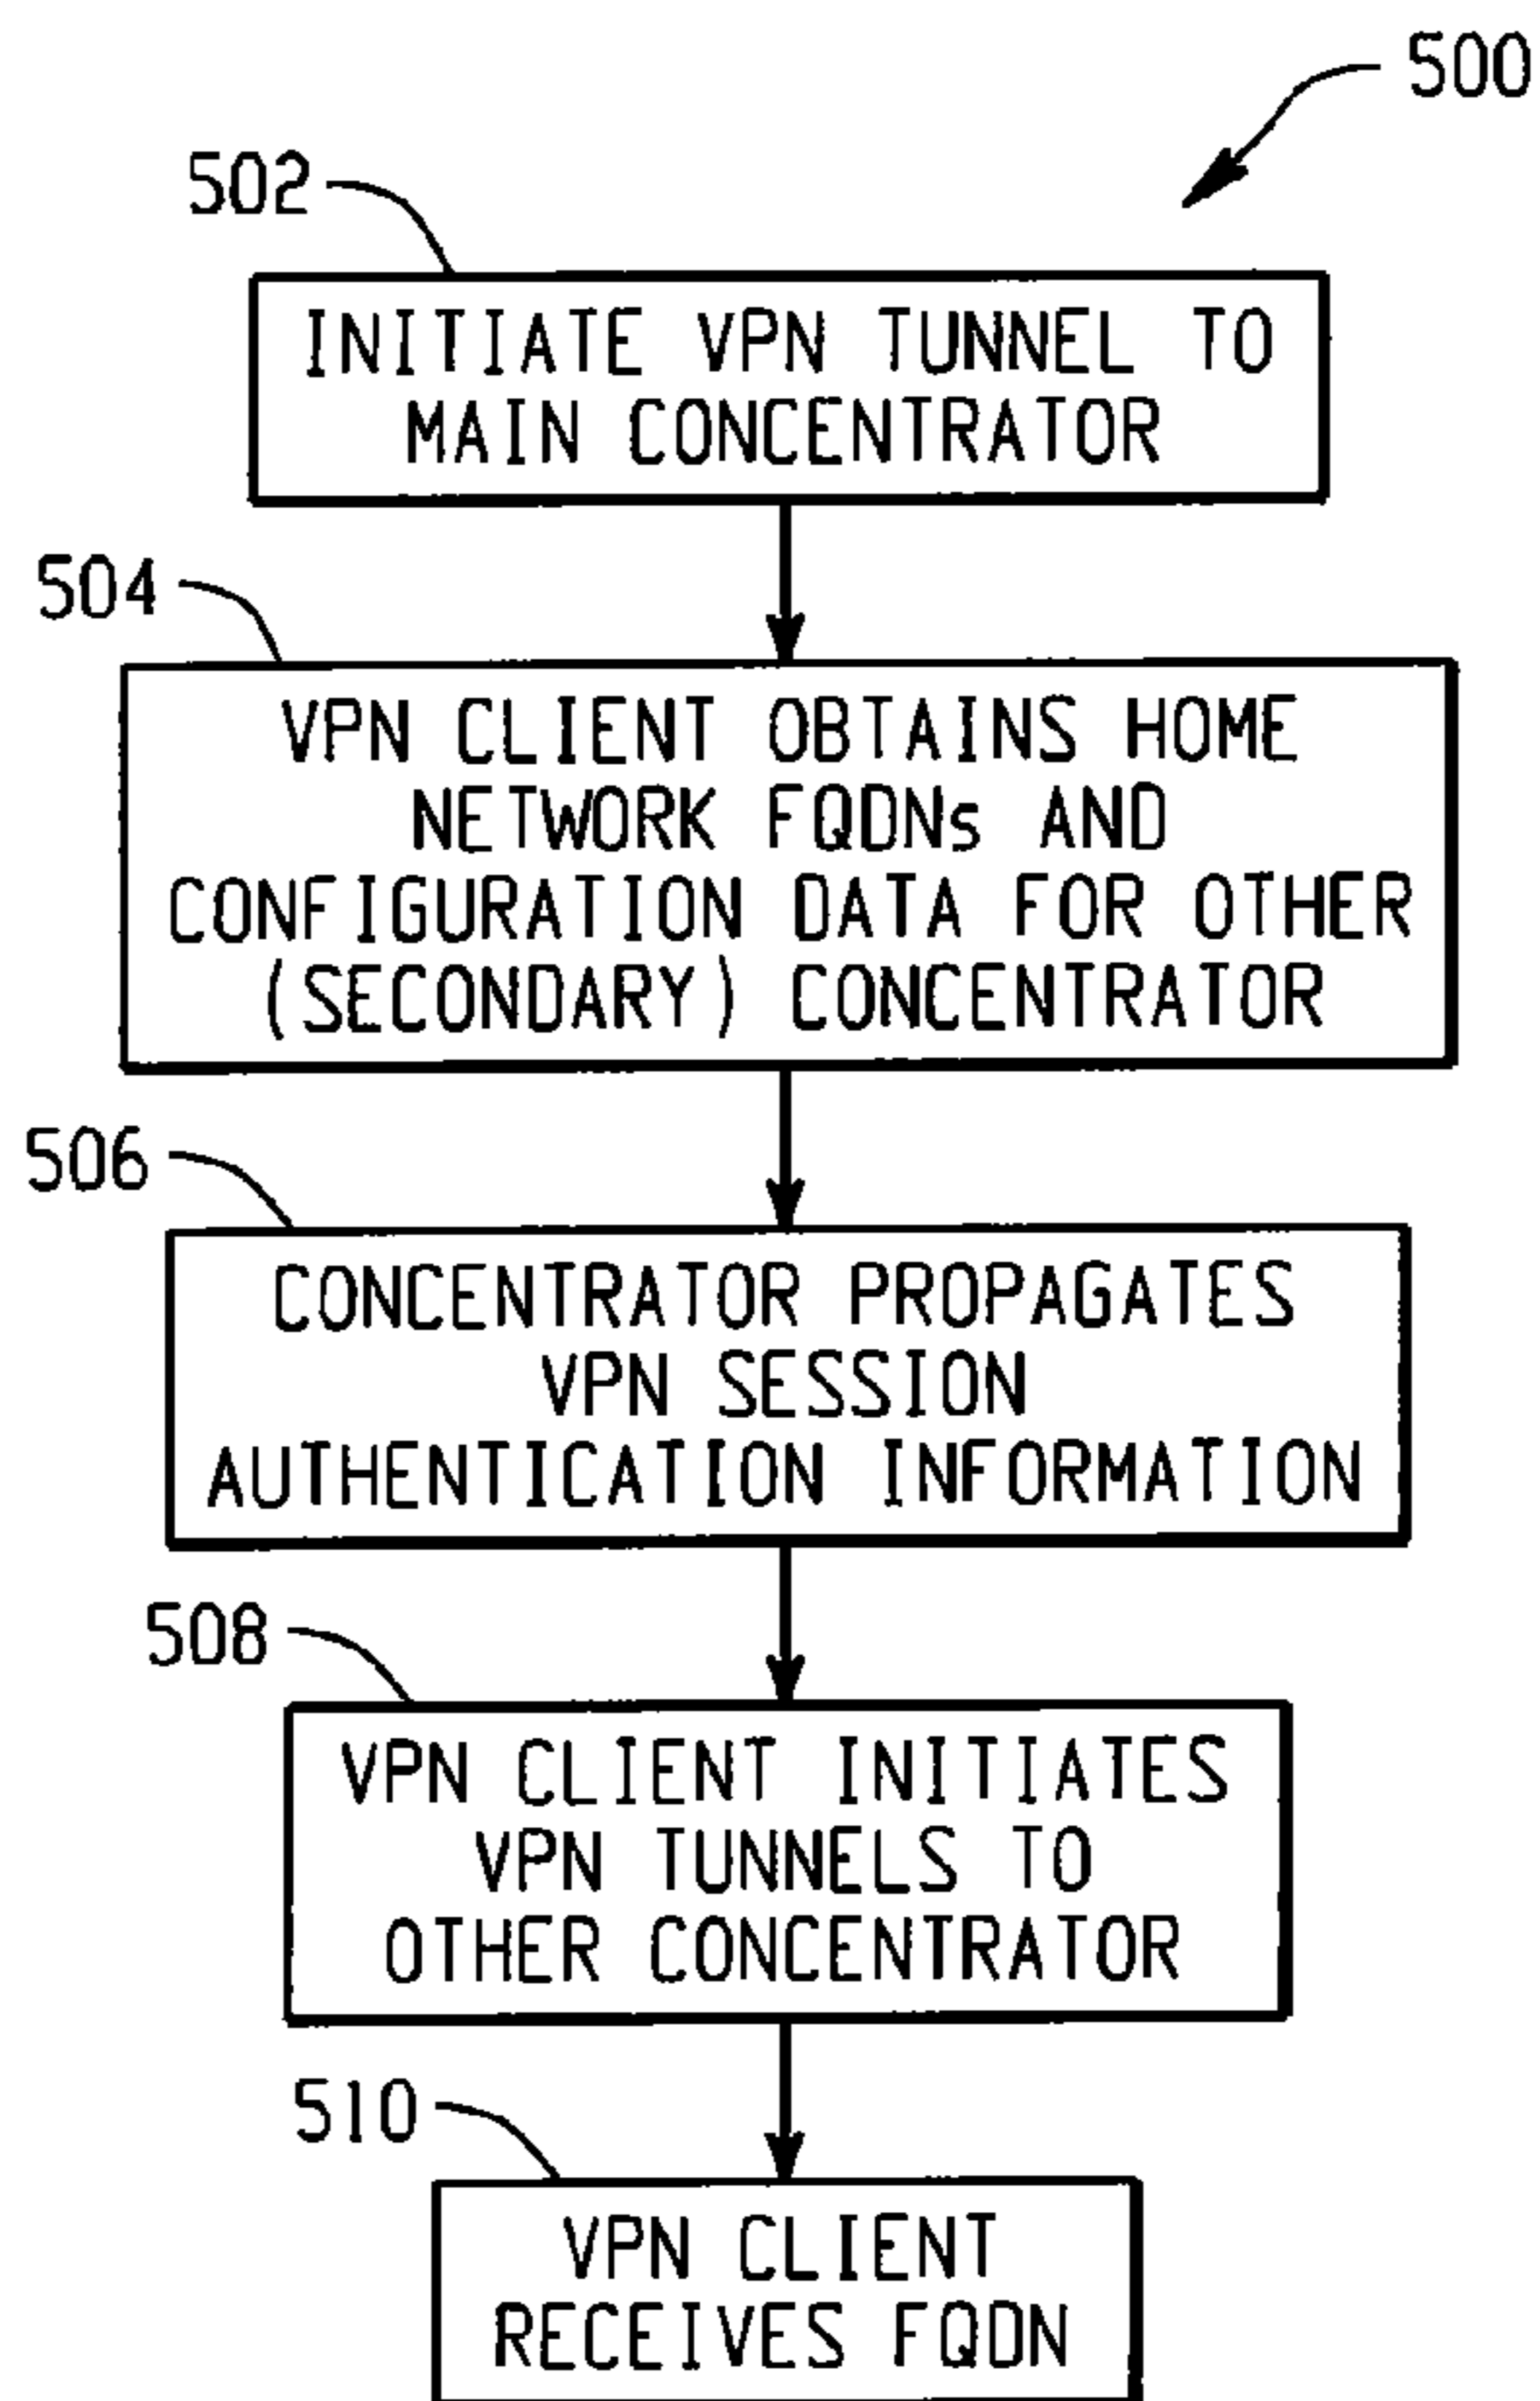 500
502
INITIATE VPN TUNNEL TO
MAIN CONCENTRATOR
504
VPN CLIENT OBTAINS HOME
NETWORK FQDNs AND
CONFIGURATION DATA FOR OTHER
(SECONDARY) CONCENTRATOR
506
CONCENTRATOR PROPAGATES
VPN SESSION
AUTHENTICATION INFORMATION
508
VPN CLIENT INITIATES
VPN TUNNELS TO
OTHER CONCENTRATOR
510
VPN CLIENT
RECEIVES FQDN